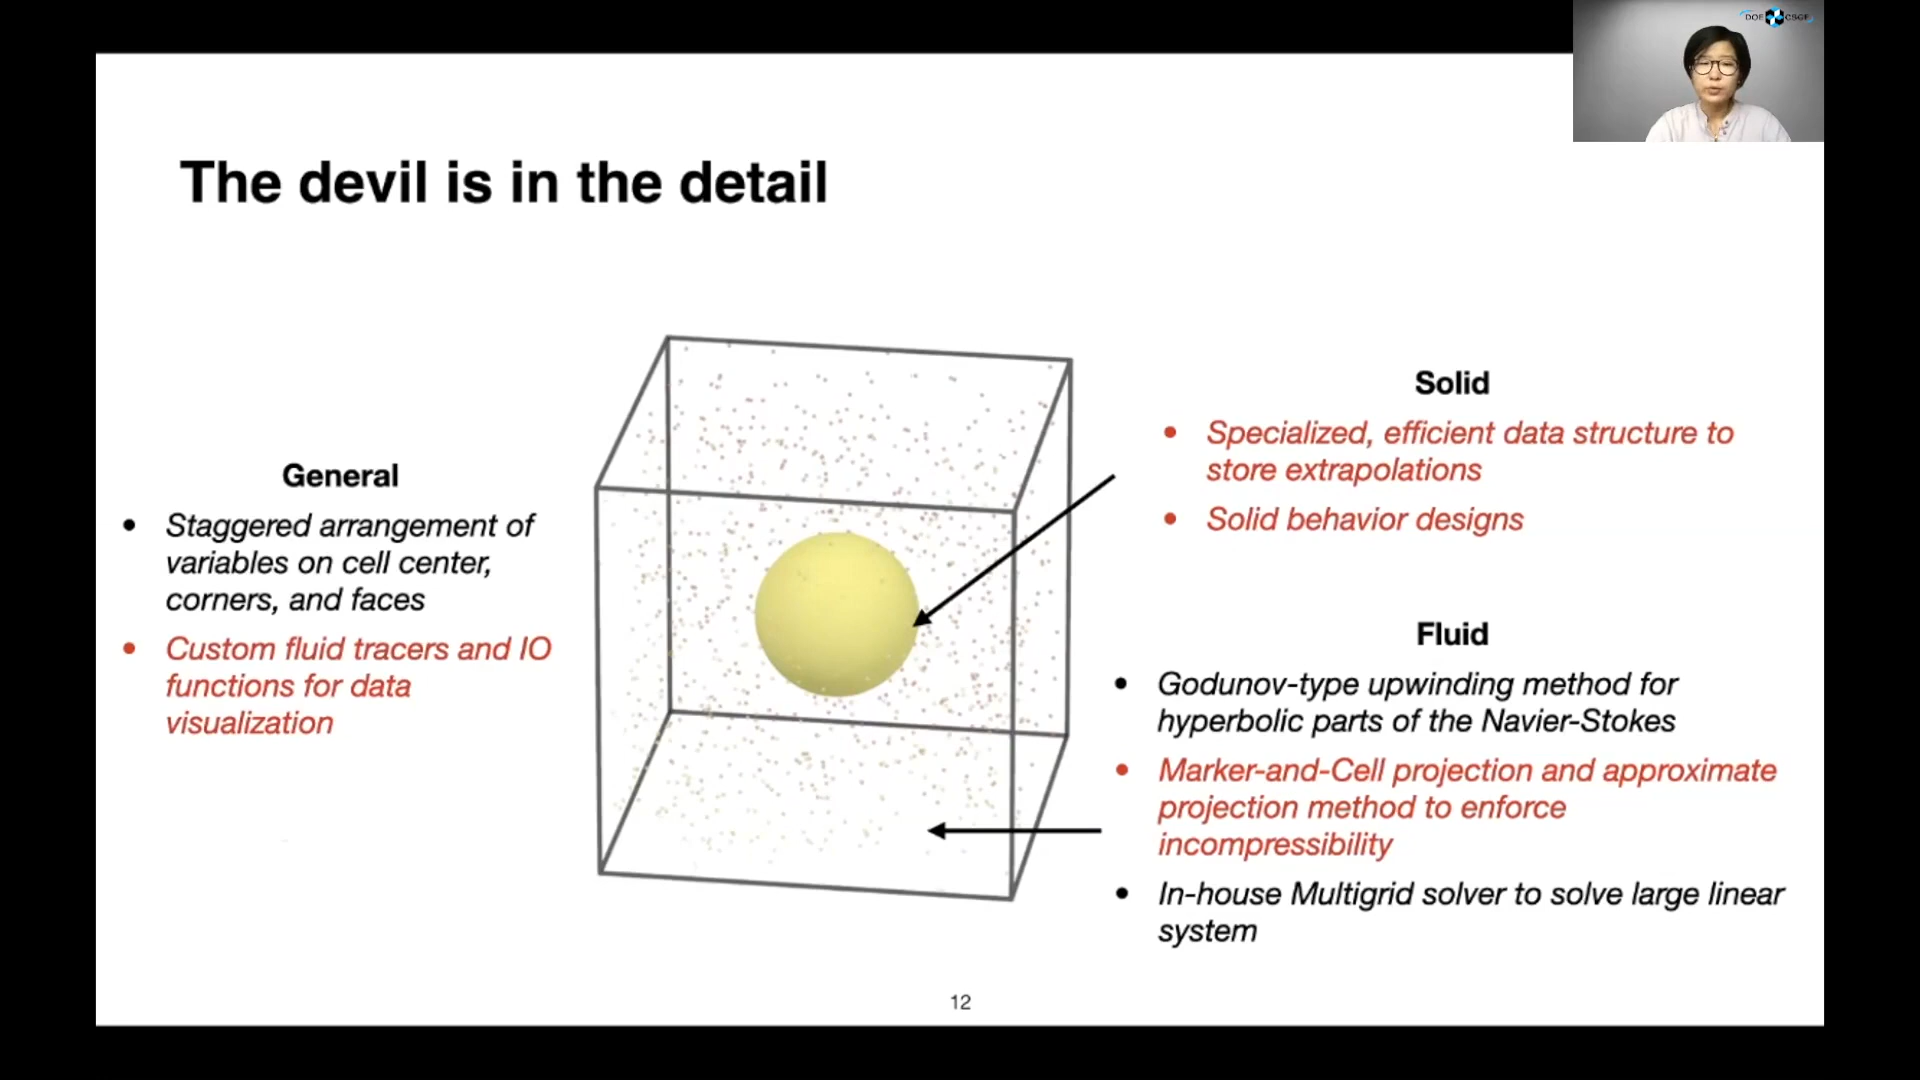 DOE CSGF
The devil is in the detail
General
• Staggered arrangement of
variables on cell center,
corners, and faces
• Custom fluid tracers and IO
functions for data
visualization
Solid
• Specialized, efficient data structure to
store extrapolations
• Solid behavior designs
Fluid
• Godunov-type upwinding method for
hyperbolic parts of the Navier-Stokes
• Marker-and-Cell projection and approximate
projection method to enforce
incompressibility
• In-house Multigrid solver to solve large linear
system
12